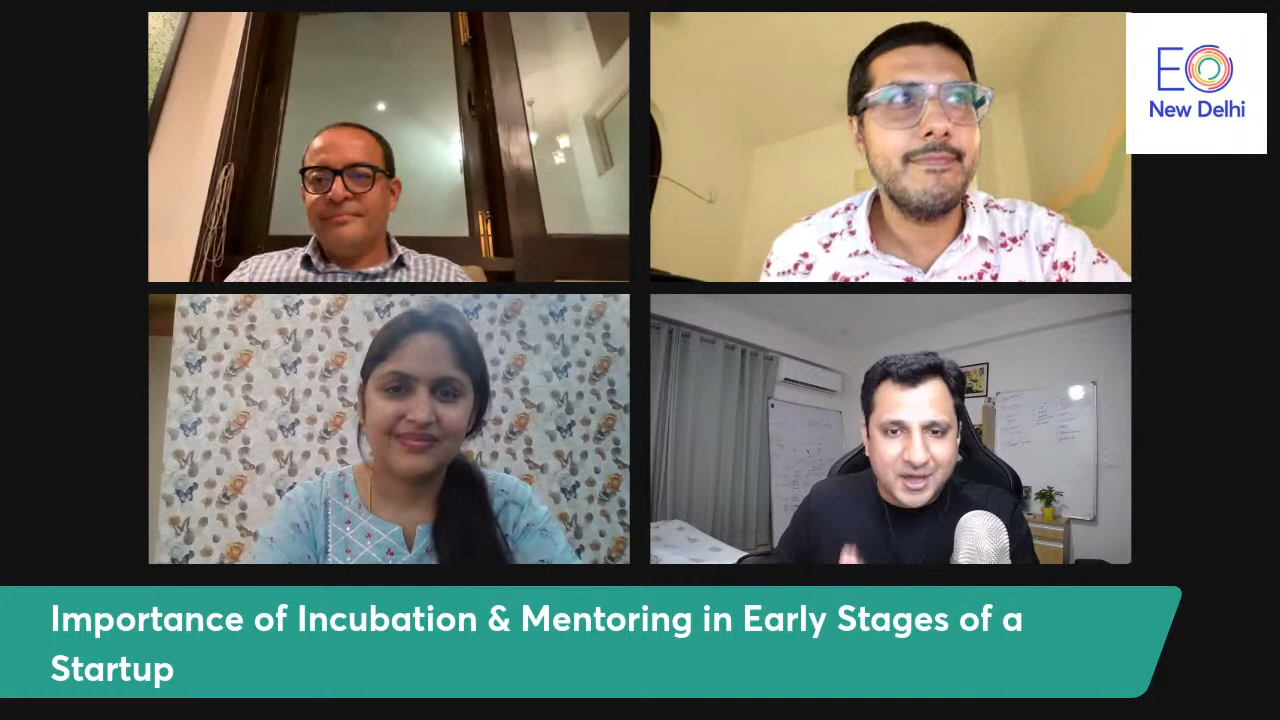 EO
New Delhi
Importance of Incubation & Mentoring in Early Stages of a
Startup